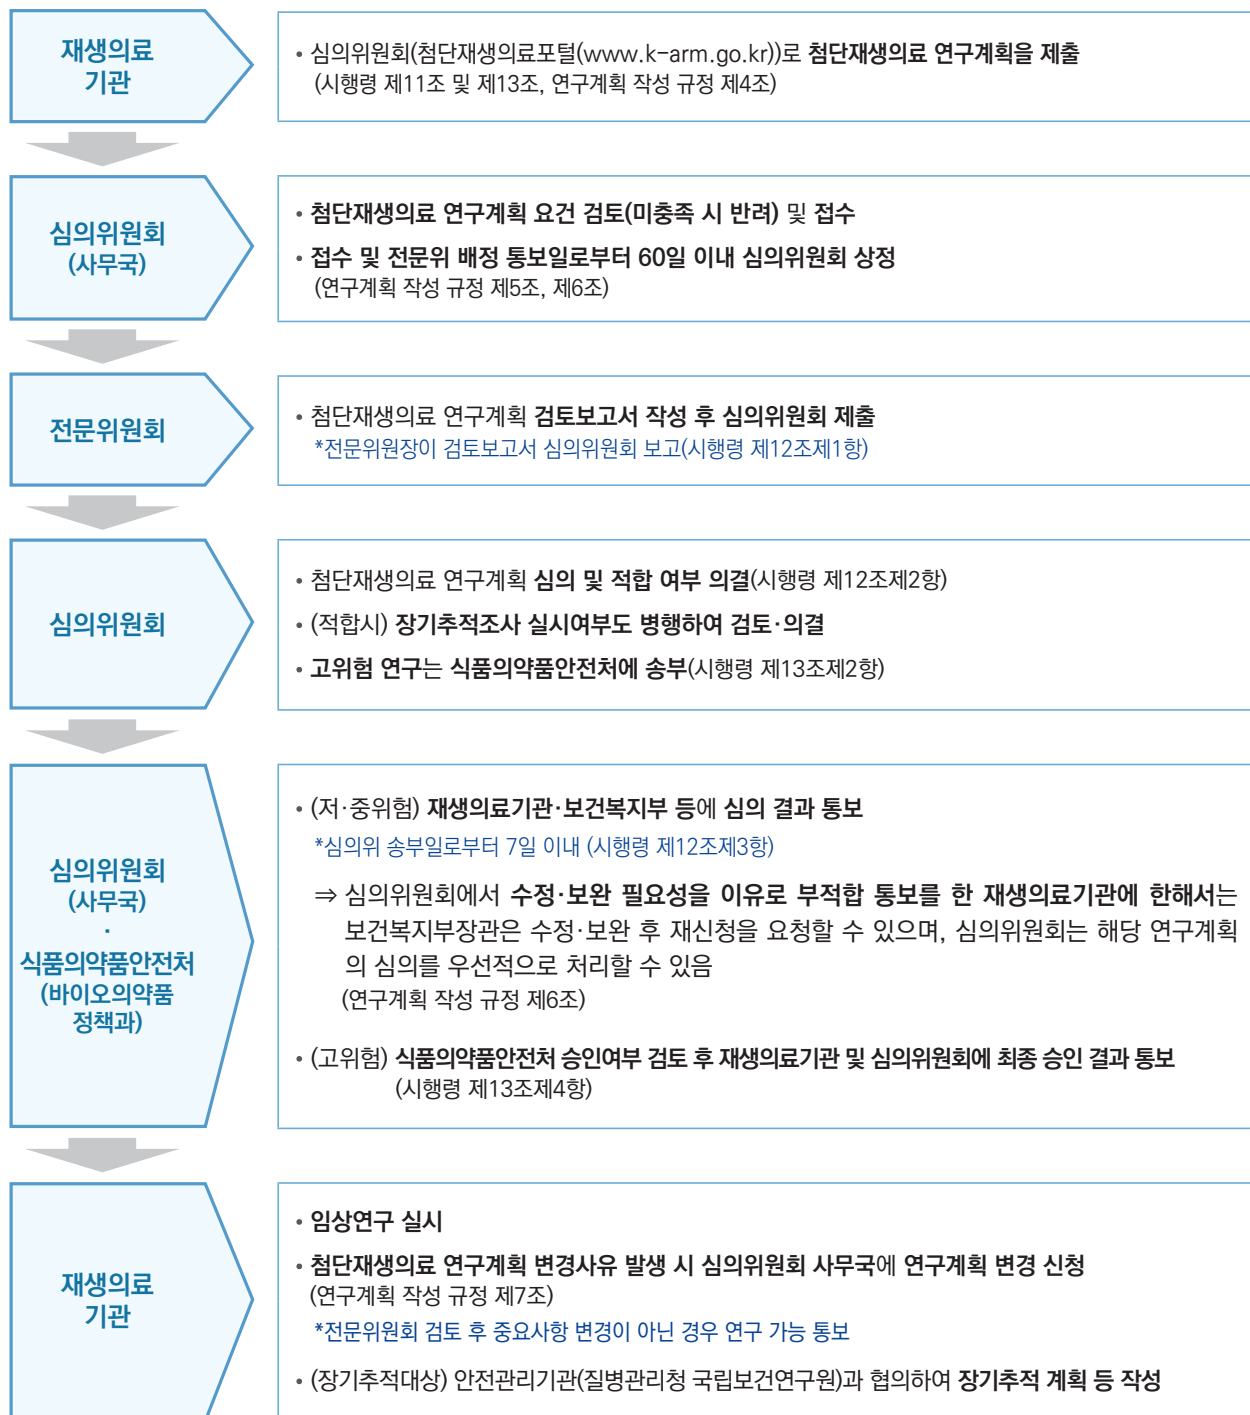 재생의료
기관
• 심의위원회(첨단재생의료포털(www.k-arm.go.kr))로 첨단재생의료 연구계획을 제출
(시행령 제11조 및 제13조, 연구계획 작성 규정 제4조)
심의위원회
(사무국)
• 첨단재생의료 연구계획 요건 검토(미충족 시 반려) 및 접수
• 접수 및 전문위 배정 통보일로부터 60일 이내 심의위원회 상정
(연구계획 작성 규정 제5조, 제6조)
전문위원회
• 첨단재생의료 연구계획 검토보고서 작성 후 심의위원회 제출
*전문위원장이 검토보고서 심의위원회 보고(시행령 제12조제1항)
심의위원회
• 첨단재생의료 연구계획 심의 및 적합 여부 의결(시행령 제12조제2항)
• (적합시) 장기추적조사 실시여부도 병행하여 검토·의결
• 고위험 연구는 식품의약품안전처에 송부(시행령 제13조제2항)
심의위원회
(사무국)
·
식품의약품안전처
(바이오의약품
정책과)
• (저·중위험) 재생의료기관·보건복지부 등에 심의 결과 통보
*심의위 송부일로부터 7일 이내 (시행령 제12조제3항)
⇒ 심의위원회에서 수정·보완 필요성을 이유로 부적합 통보를 한 재생의료기관에 한해서는
보건복지부장관은 수정·보완 후 재신청을 요청할 수 있으며, 심의위원회는 해당 연구계획
의 심의를 우선적으로 처리할 수 있음
(연구계획 작성 규정 제6조)
• (고위험) 식품의약품안전처 승인여부 검토 후 재생의료기관 및 심의위원회에 최종 승인 결과 통보
(시행령 제13조제4항)
재생의료
기관
• 임상연구 실시
• 첨단재생의료 연구계획 변경사유 발생 시 심의위원회 사무국에 연구계획 변경 신청
(연구계획 작성 규정 제7조)
*전문위원회 검토 후 중요사항 변경이 아닌 경우 연구 가능 통보
• (장기추적대상) 안전관리기관(질병관리청 국립보건연구원)과 협의하여 장기추적 계획 등 작성